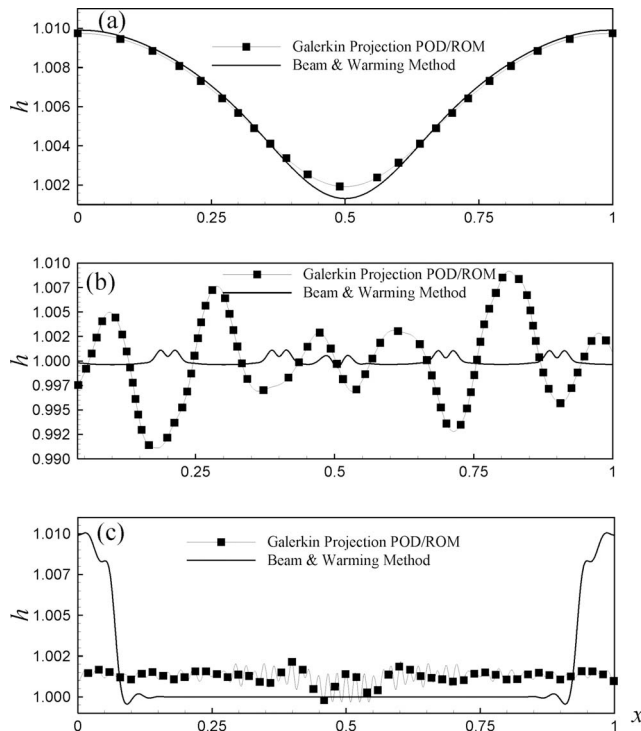 (a)
Galerkin Projection POD/ROM
Beam & Warming Method
1.010
1.008
1.006
1.004
1.002
h
0
0.25
0.5
0.75
1
(b)
Galerkin Projection POD/ROM
Beam & Warming Method
1.010
1.007
1.005
1.002
1.000
0.997
0.995
0.992
0.990
h
0.25
0.5
0.75
1
(c)
Galerkin Projection POD/ROM
Beam & Warming Method
1.010
1.007
1.005
1.002
1.000
h
0
0.25
0.5
0.75
1
x